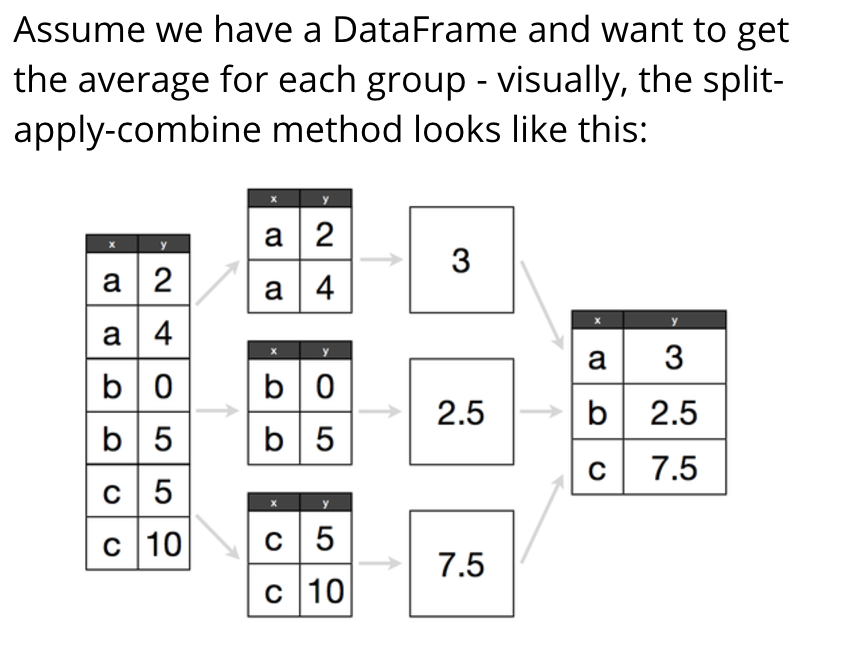 Assume we have a DataFrame and want to get
the average for each group - visually, the split-
apply-combine method looks like this:
x y
a 2
a 4
b 0
b 5
c 5
c 10
x y
a 2
a 4
x y
b 0
b 5
x y
c 5
c 10
3
2.5
7.5
x y
a 3
b 2.5
c 7.5